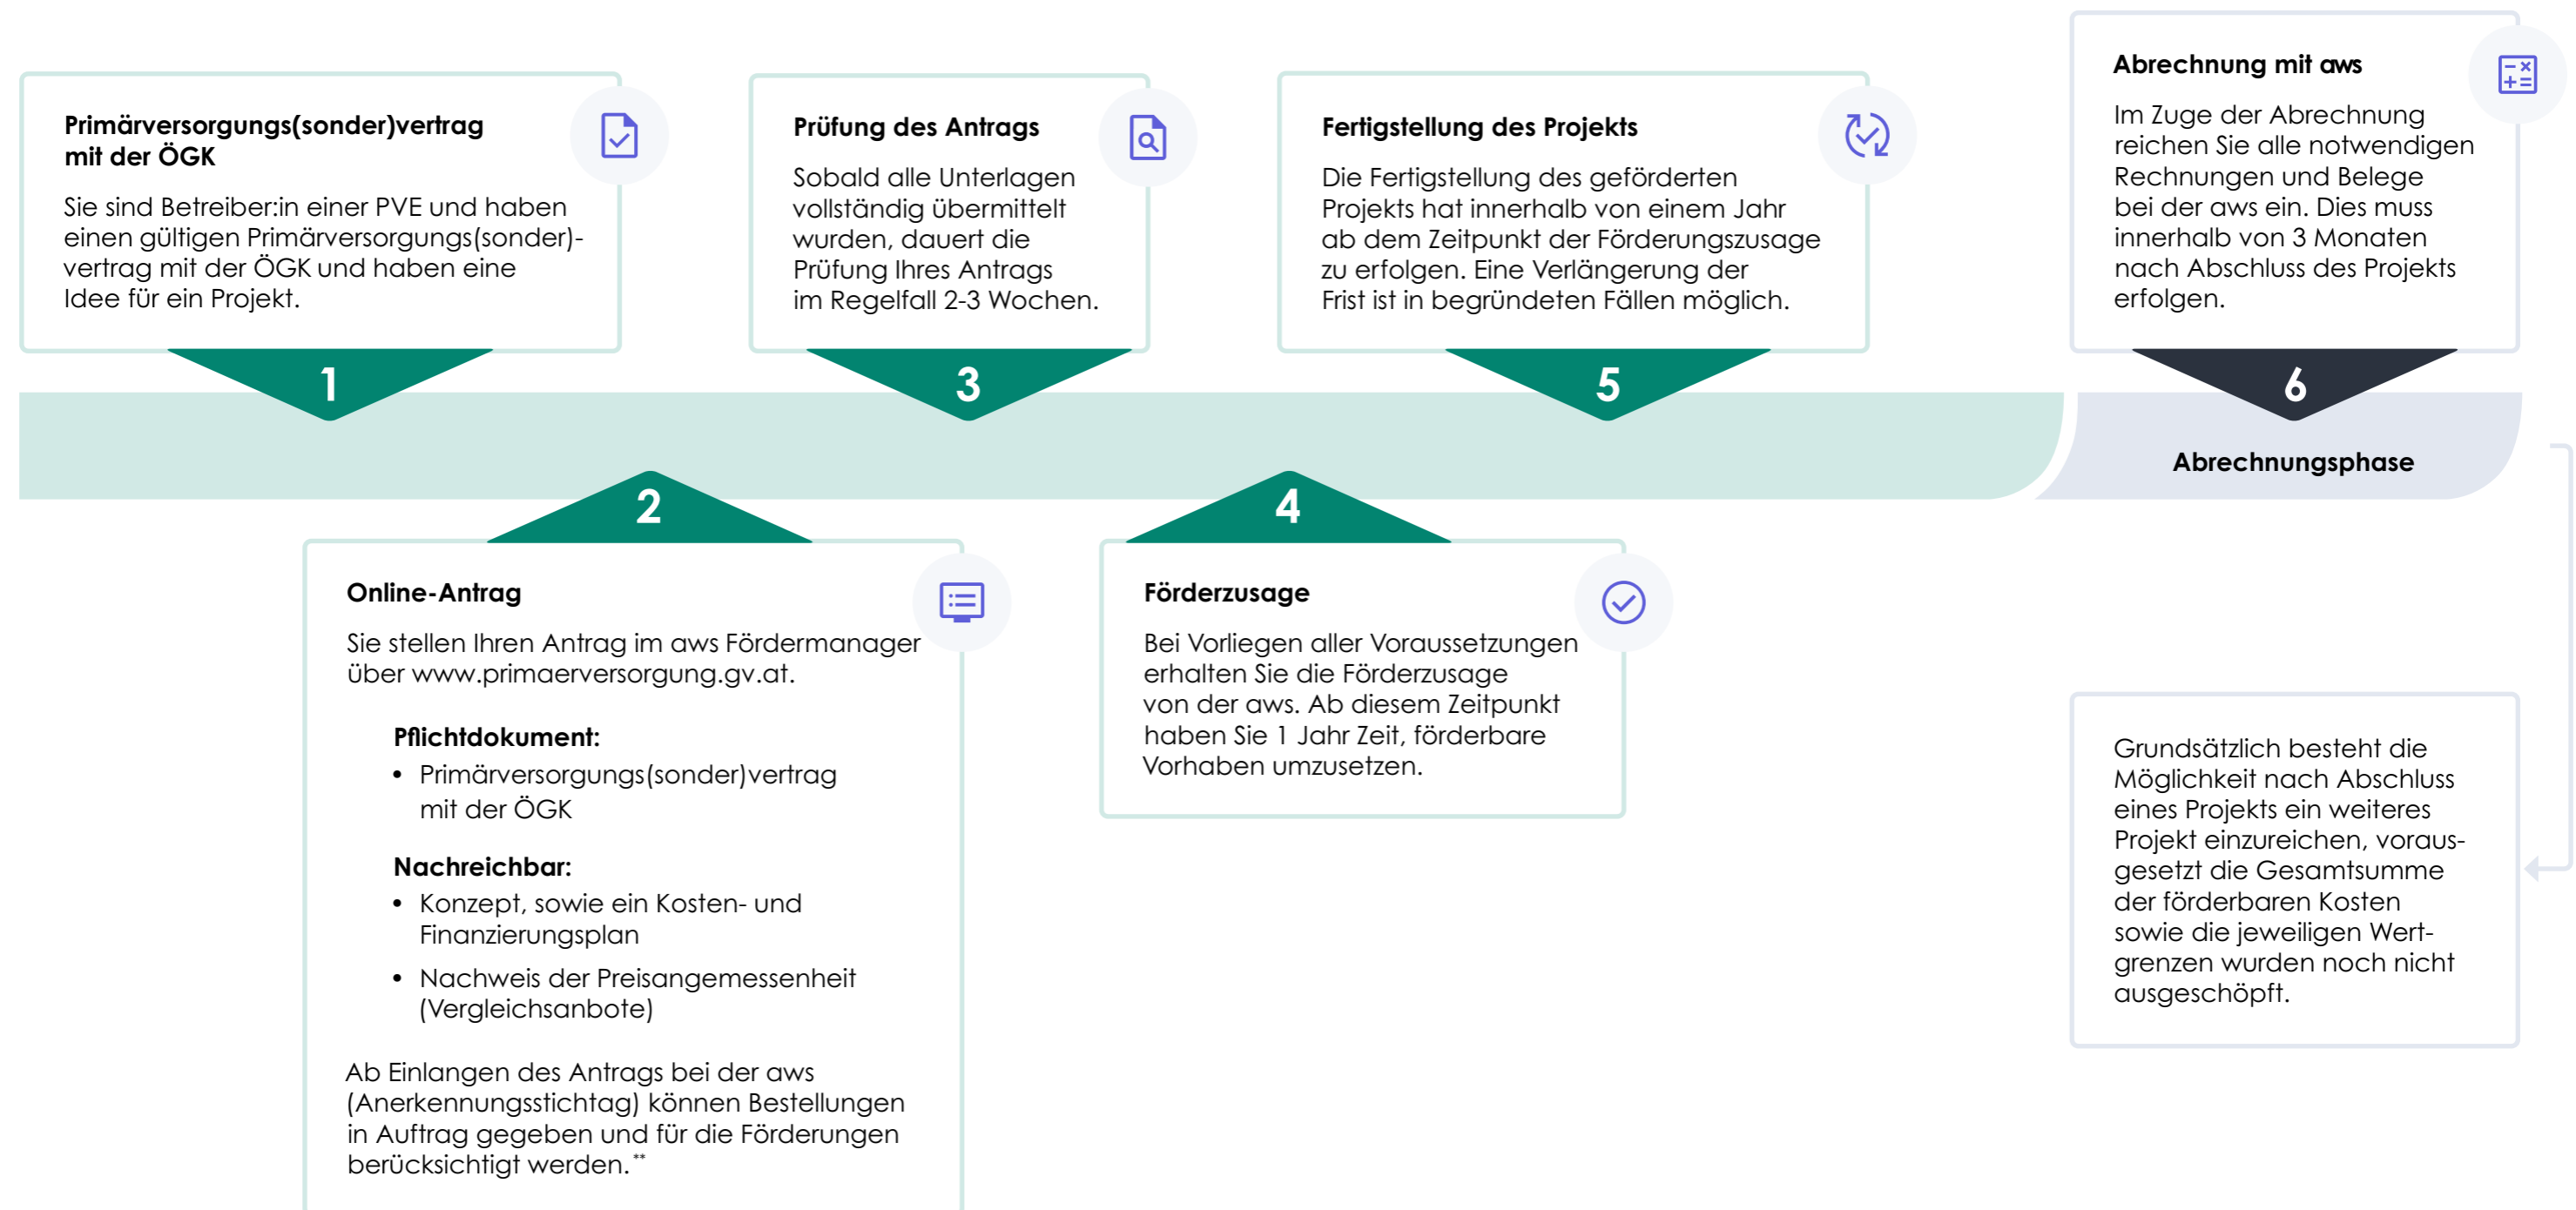 Primärversorgungs(sonder)vertrag
mit der ÖGK
Sie sind Betreiber:in einer PVE und haben
einen gültigen Primärversorgungs(sonder)-
vertrag mit der ÖGK und haben eine
Idee für ein Projekt.
1
Online-Antrag
Sie stellen Ihren Antrag im aws Fördermanager
über www.primaerversorgung.gv.at.
Pflichtdokument:
• Primärversorgungs(sonder)vertrag
mit der ÖGK
Nachreichbar:
• Konzept, sowie ein Kosten- und
Finanzierungsplan
• Nachweis der Preisangemessenheit
(Vergleichsanbote)
Ab Einlangen des Antrags bei der aws
(Anerkennungsstichtag) können Bestellungen
in Auftrag gegeben und für die Förderungen
berücksichtigt werden.**
2
Prüfung des Antrags
Sobald alle Unterlagen
vollständig übermittelt
wurden, dauert die
Prüfung Ihres Antrags
im Regelfall 2-3 Wochen.
3
4
Förderzusage
Bei Vorliegen aller Voraussetzungen
erhalten Sie die Förderzusage
von der aws. Ab diesem Zeitpunkt
haben Sie 1 Jahr Zeit, förderbare
Vorhaben umzusetzen.
Fertigstellung des Projekts
Die Fertigstellung des geförderten
Projekts hat innerhalb von einem Jahr
ab dem Zeitpunkt der Förderungszusage
zu erfolgen. Eine Verlängerung der
Frist ist in begründeten Fällen möglich.
5
Abrechnung mit aws
Im Zuge der Abrechnung
reichen Sie alle notwendigen
Rechnungen und Belege
bei der aws ein. Dies muss
innerhalb von 3 Monaten
nach Abschluss des Projekts
erfolgen.
6
Abrechnungsphase
Grundsätzlich besteht die
Möglichkeit nach Abschluss
eines Projekts ein weiteres
Projekt einzureichen, voraus-
gesetzt die Gesamtsumme
der förderbaren Kosten
sowie die jeweiligen Wert-
grenzen wurden noch nicht
ausgeschöpft.